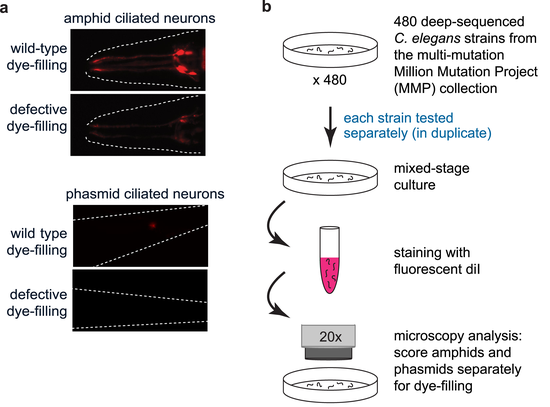 a
amphid ciliated neurons
wild-type
dye-filling
defective
dye-filling
phasmid ciliated neurons
wild type
dye-filling
defective
dye-filling
b
480 deep-sequenced
C. elegans strains from
the multi-mutation
Million Mutation Project
(MMP) collection
x 480
each strain tested
separately (in duplicate)
mixed-stage
culture
staining with
fluorescent diI
20x
microscopy analysis:
score amphids and
phasmids separately
for dye-filling